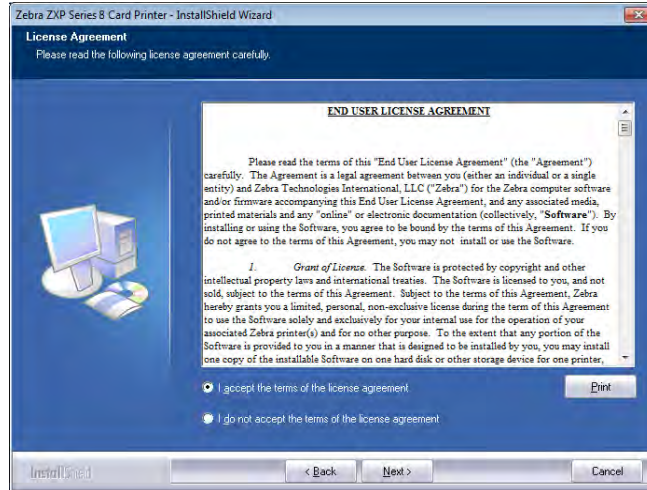 Zebra ZXP Series 8 Card Printer - InstallShield Wizard
License Agreement
Please read the following license agreement carefully.
END USER LICENSE AGREEMENT
Please read the terms of this "End User License Agreement" (the "Agreement")
carefully. The Agreement is a legal agreement between you (either an individual or a single
entity) and Zebra Technologies International, LLC ("Zebra") for the Zebra computer software
and/or firmware accompanying this End User License Agreement, and any associated media,
printed materials and any "online" or electronic documentation (collectively, "Software"). By
installing or using the Software, you agree to be bound by the terms of this Agreement. If you
do not agree to the terms of this Agreement, you may not install or use the Software.
1. Grant of License. The Software is protected by copyright and other
intellectual property laws and international treaties. The Software is licensed to you, and not
sold, subject to the terms of this Agreement. Subject to the terms of this Agreement, Zebra
hereby grants you a limited, personal, non-exclusive license during the term of this Agreement
to use the Software solely and exclusively for your internal use for the operation of your
associated Zebra printer(s) and for no other purpose. To the extent that any portion of the
Software is provided to you in a manner that is designed to be installed by you, you may install
one copy of the installable Software on one hard disk or other storage device for one printer,
I accept the terms of the license agreement
Print
I do not accept the terms of the license agreement
InstallShield
< Back
Next >
Cancel